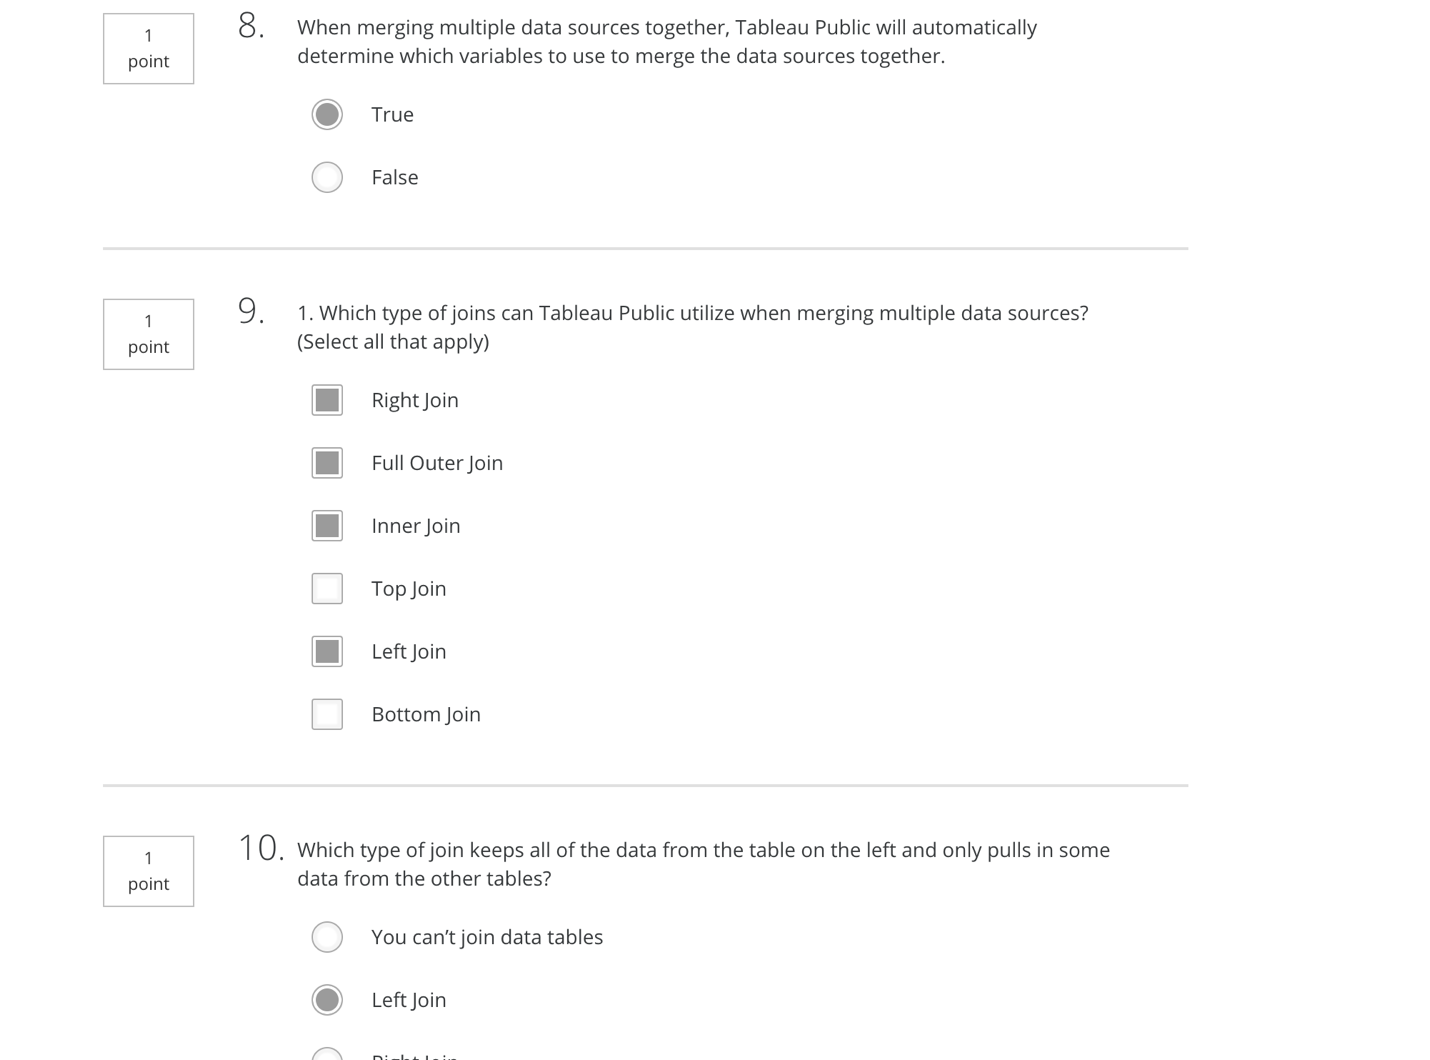 1
point
8.
When merging multiple data sources together, Tableau Public will automatically
determine which variables to use to merge the data sources together.
True
False
1
point
9.
1. Which type of joins can Tableau Public utilize when merging multiple data sources?
(Select all that apply)
Right Join
Full Outer Join
Inner Join
Top Join
Left Join
Bottom Join
1
point
10.
Which type of join keeps all of the data from the table on the left and only pulls in some
data from the other tables?
You can’t join data tables
Left Join
Right Join